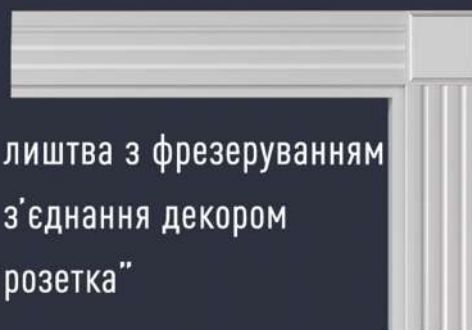 лиштва з фрезеруванням
з’єднання декором
розетка”